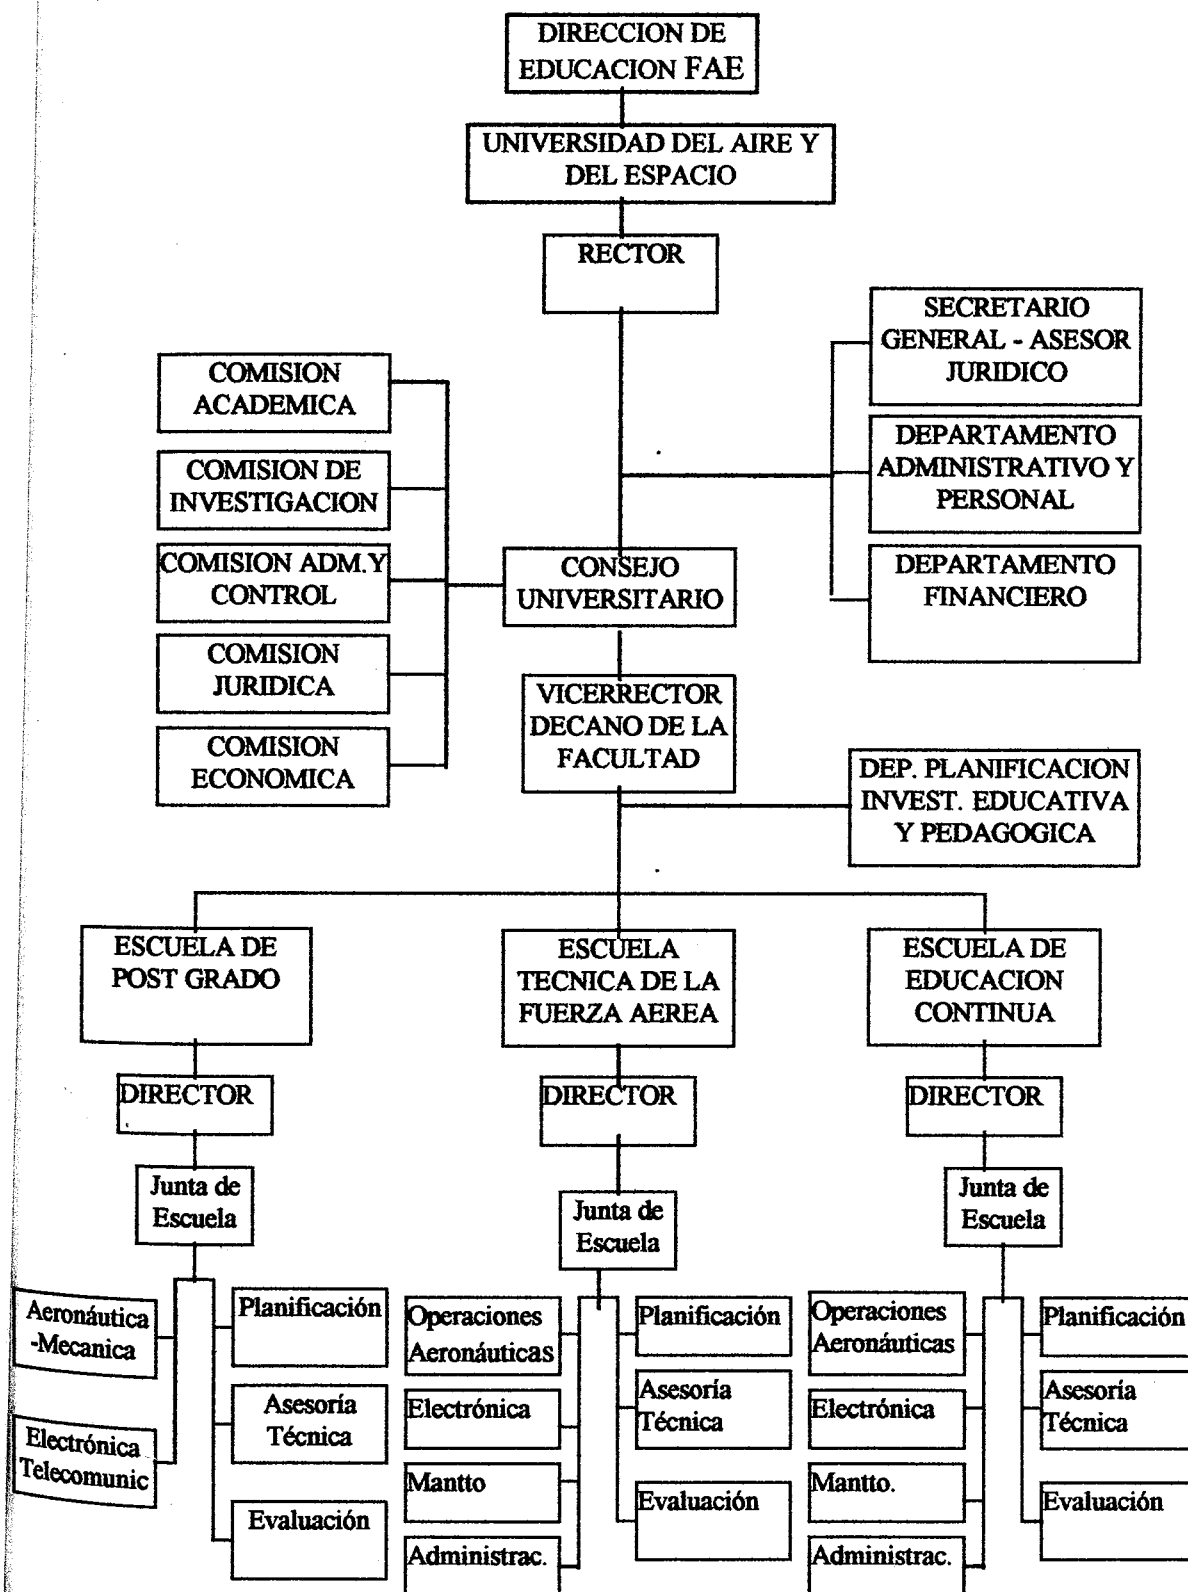 DIRECCION DE
EDUCACION FAE
UNIVERSIDAD DEL AIRE Y
DEL ESPACIO
RECTOR
SECRETARIO
GENERAL - ASESOR
JURIDICO
DEPARTAMENTO
ADMINISTRATIVO Y
PERSONAL
DEPARTAMENTO
FINANCIERO
COMISION
ACADEMICA
COMISION DE
INVESTIGACION
COMISION ADM.Y
CONTROL
COMISION
JURIDICA
COMISION
ECONOMICA
CONSEJO
UNIVERSITARIO
VICERRECTOR
DECANO DE LA
FACULTAD
DEP. PLANIFICACION
INVEST. EDUCATIVA
Y PEDAGOGICA
ESCUELA DE
POST GRADO
DIRECTOR
Junta de
Escuela
Aeronáutica
-Mecanica
Electrónica
Telecomunic
Planificación
Asesoría
Técnica
Evaluación
ESCUELA
TECNICA DE LA
FUERZA AEREA
DIRECTOR
Junta de
Escuela
Operaciones
Aeronáuticas
Electrónica
Mantto
Administrac.
Planificación
Asesoría
Técnica
Evaluación
ESCUELA DE
EDUCACION
CONTINUA
DIRECTOR
Junta de
Escuela
Operaciones
Aeronáuticas
Electrónica
Mantto.
Administrac.
Planificación
Asesoría
Técnica
Evaluación